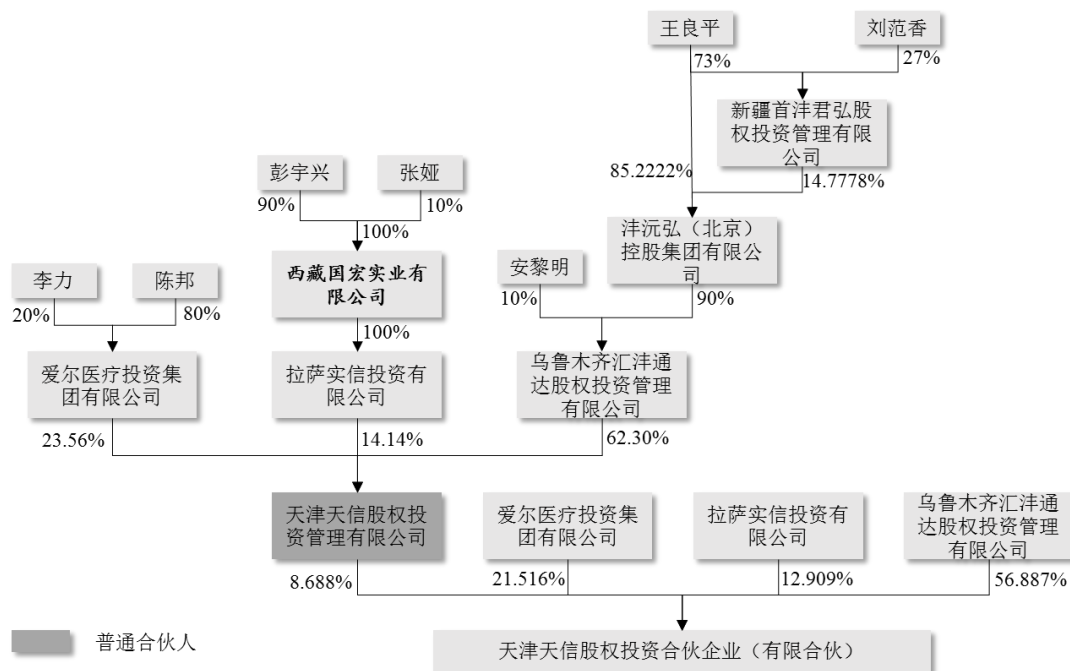 王良平
刘范香
73%
27%
新疆首沣君弘股
权投资管理有限
公司
85.2222%
14.7778%
彭宇兴
张娅
90%
10%
100%
沣沅弘（北京）
控股集团有限公
司
李力
陈邦
西藏国宏实业有
限公司
安黎明
20%
80%
100%
10%
90%
爱尔医疗投资集
团有限公司
拉萨实信投资有
限公司
乌鲁木齐汇沣通
达股权投资管理
有限公司
23.56%
14.14%
62.30%
天津天信股权投
资管理有限公司
爱尔医疗投资集
团有限公司
拉萨实信投资有
限公司
乌鲁木齐汇沣通
达股权投资管理
有限公司
8.688%
21.516%
12.909%
56.887%
普通合伙人
天津天信股权投资合伙企业（有限合伙）